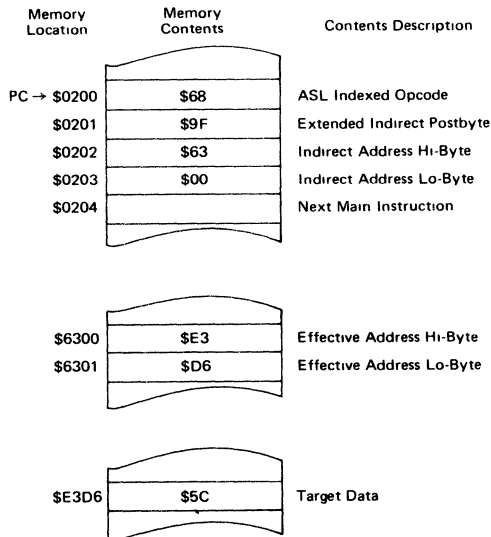 Memory Location Memory Contents Contents Description
PC → $0200 $68 ASL Indexed Opcode
$0201 $9F Extended Indirect Postbyte
$0202 $63 Indirect Address Hi-Byte
$0203 $00 Indirect Address Lo-Byte
$0204 Next Main Instruction
$6300 $E3 Effective Address Hi-Byte
$6301 $D6 Effective Address Lo-Byte
$E3D6 $5C Target Data